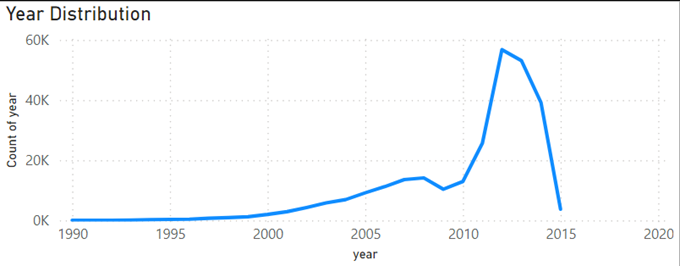 Year Distribution
60K
40K
20K
0K
Count of year
1990 1995 2000 2005 2010 2015 2020
year